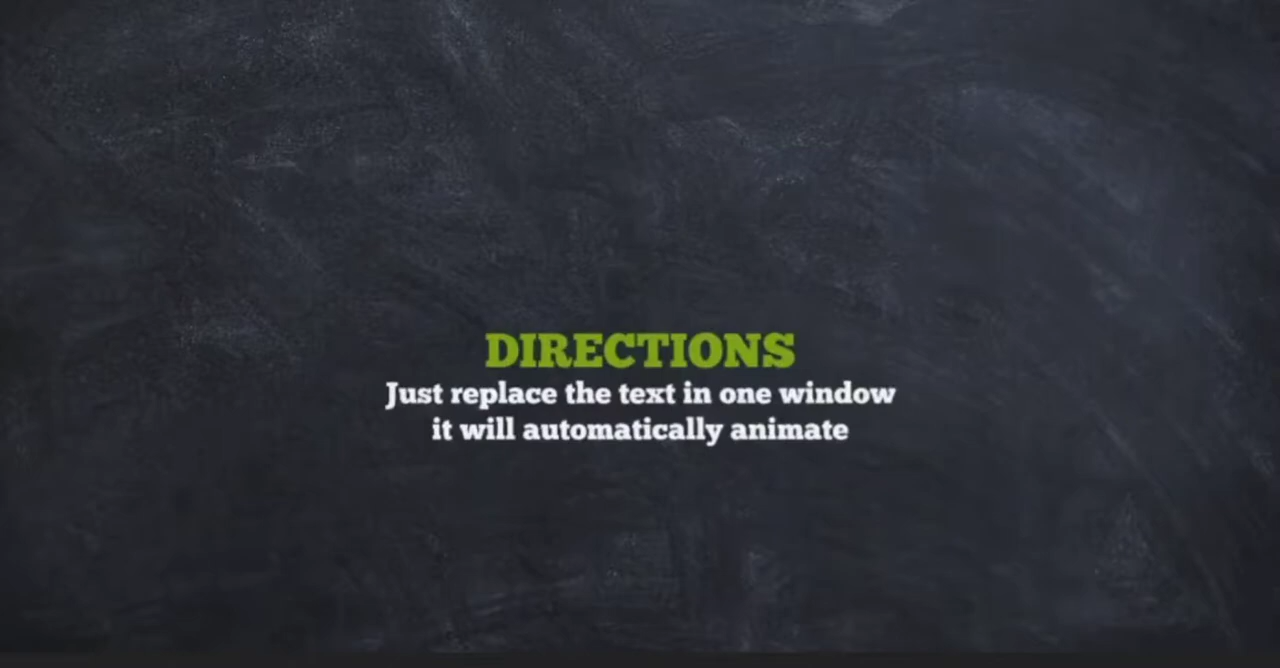 DIRECTIONS
Just replace the text in one window
it will automatically animate